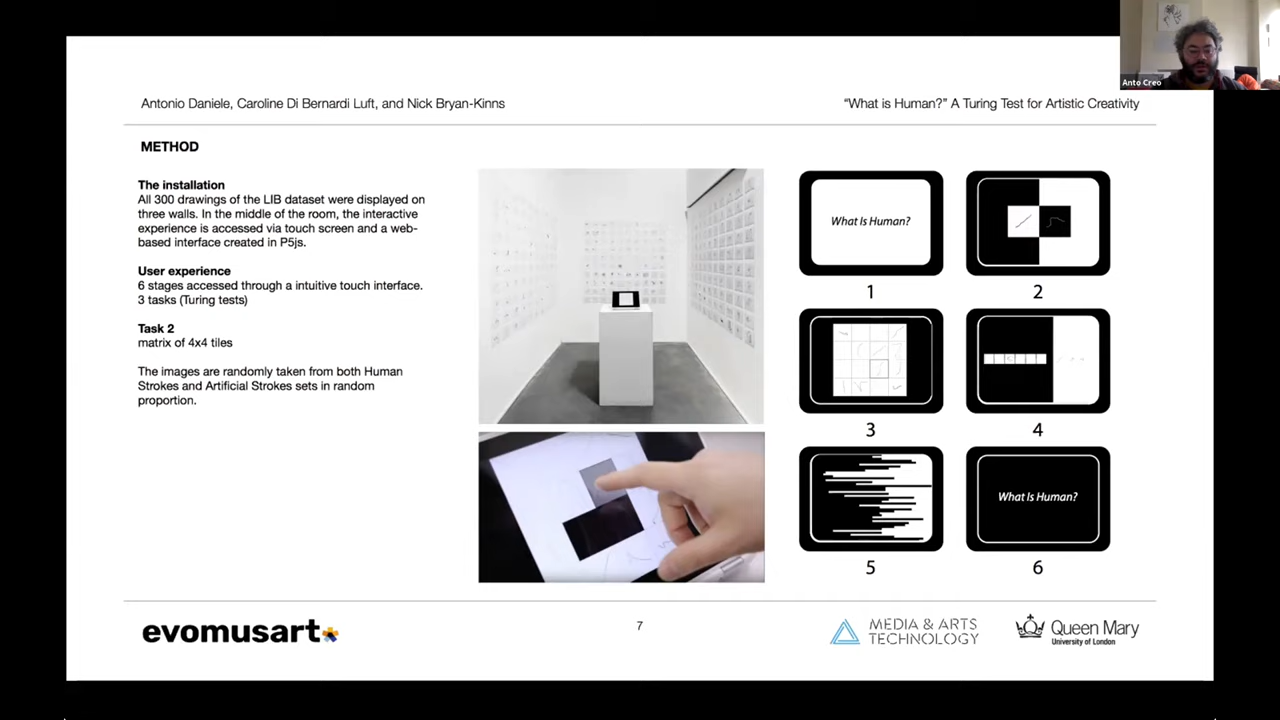 Anto Creo
Antonio Daniele, Caroline Di Bernardi Luft, and Nick Bryan-Kinns
“What is Human?” A Turing Test for Artistic Creativity
METHOD
The installation
All 300 drawings of the LIB dataset were displayed on
three walls. In the middle of the room, the interactive
experience is accessed via touch screen and a web-
based interface created in P5js.
User experience
6 stages accessed through a intuitive touch interface.
3 tasks (Turing tests)
Task 2
matrix of 4x4 tiles
The images are randomly taken from both Human
Strokes and Artificial Strokes sets in random
proportion.
What Is Human?
1
2
3
4
5
What Is Human?
6
evomusart
7
MEDIA & ARTS
TECHNOLOGY
Queen Mary
University of London